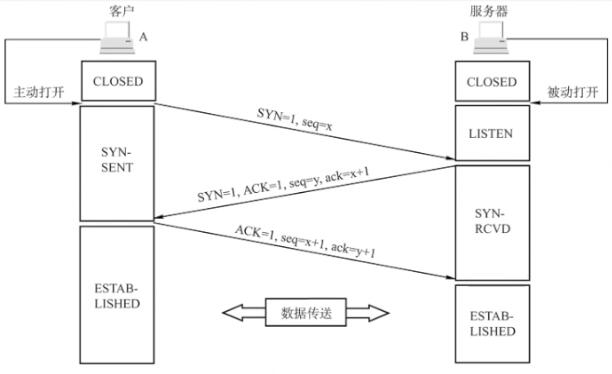 客户
服务器
A
B
主动打开
CLOSED
CLOSED
被动打开
SYN=1, seq=x
LISTEN
SYN-
SENT
SYN=1, ACK=1, seq=y, ack=x+1
SYN-
RCVD
ACK=1, seq=x+1, ack=y+1
ESTAB-
LISHED
数据传送
ESTAB-
LISHED